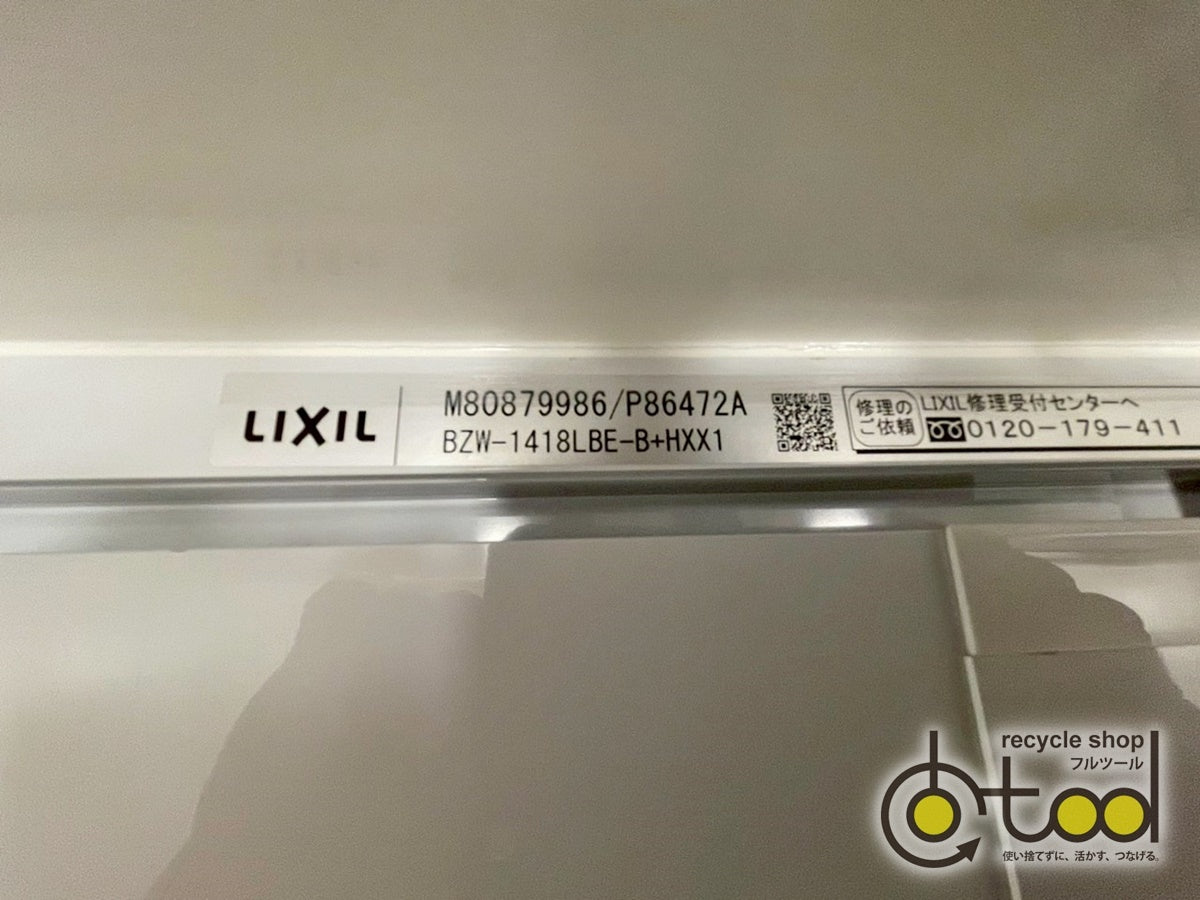 LIXIL
M80879986/P86472A
BZW-1418LBE-B+HXX1
修理の
ご依頼
LIXIL修理受付センターへ
0120-179-411
recycle shop
フルツール
tool
使い捨てずに、活かす、つなげる。